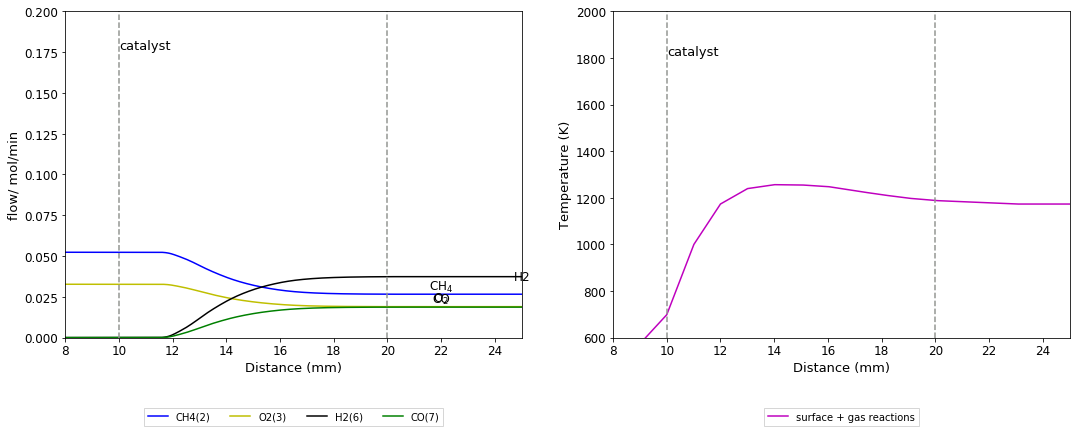 0.200
0.175
0.150
0.125
0.100
0.075
0.050
0.025
0.000
flow/ mol/min
catalyst
CH₄
H2
8 10 12 14 16 18 20 22 24
Distance (mm)
CH4(2) O2(3) H2(6) CO(7)
2000
1800
1600
1400
1200
1000
800
600
Temperature (K)
catalyst
8 10 12 14 16 18 20 22 24
Distance (mm)
surface + gas reactions